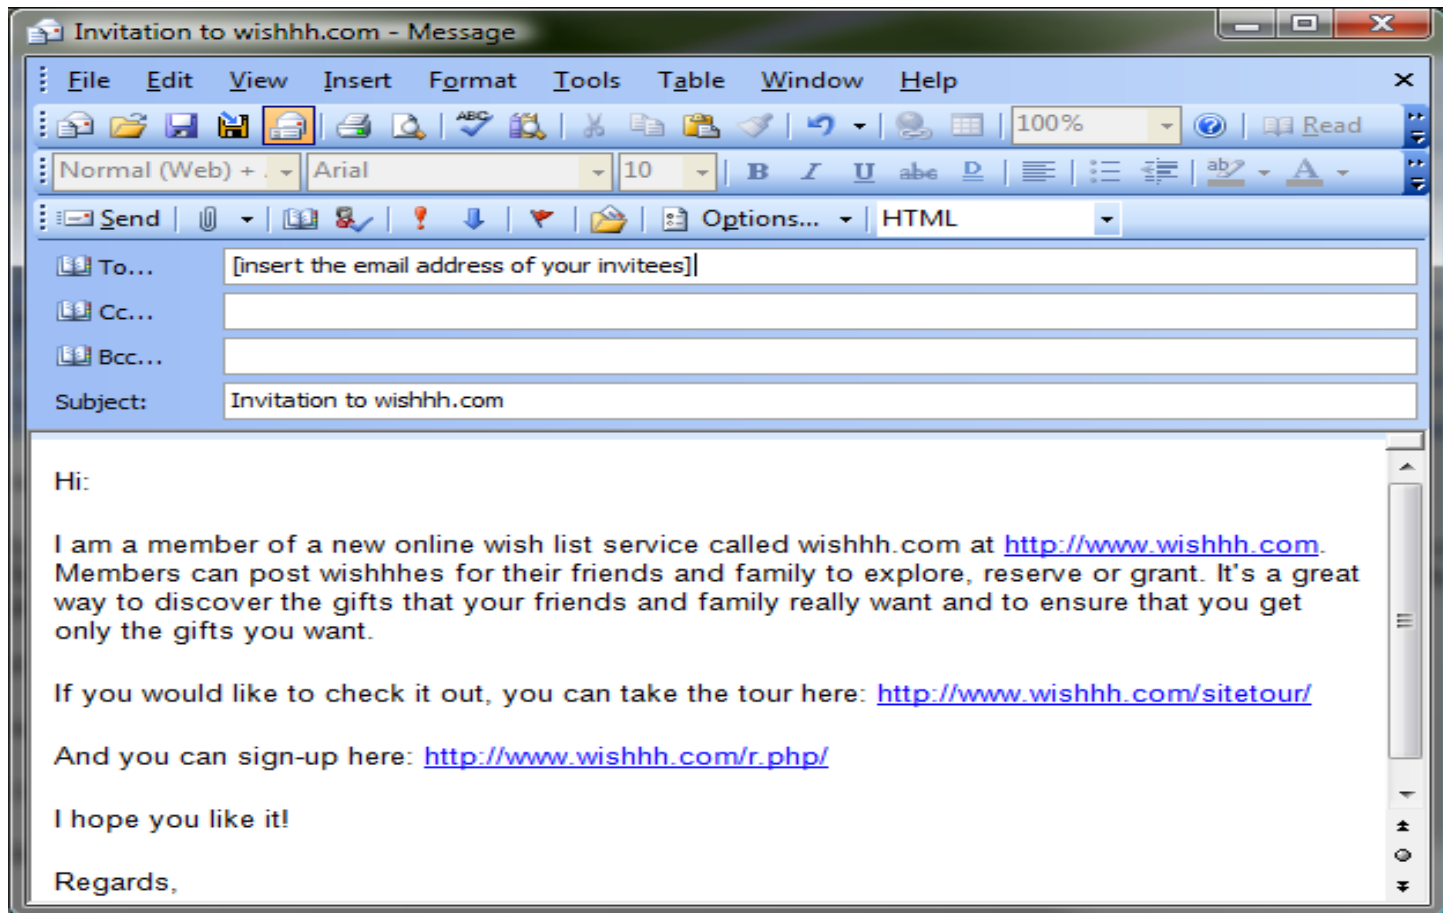 Invitation to wishhh.com - Message
File Edit View Insert Format Tools Table Window Help
ABC 100% Read
Normal (Web) + . Arial 10 B I U abc D ab A
Send Options... HTML
To... [insert the email address of your invitees]
Cc...
Bcc...
Subject: Invitation to wishhh.com
Hi:
I am a member of a new online wish list service called wishhh.com at http://www.wishhh.com.
Members can post wishhhes for their friends and family to explore, reserve or grant. It's a great
way to discover the gifts that your friends and family really want and to ensure that you get
only the gifts you want.
If you would like to check it out, you can take the tour here: http://www.wishhh.com/sitetour/
And you can sign-up here: http://www.wishhh.com/r.php/
I hope you like it!
Regards,